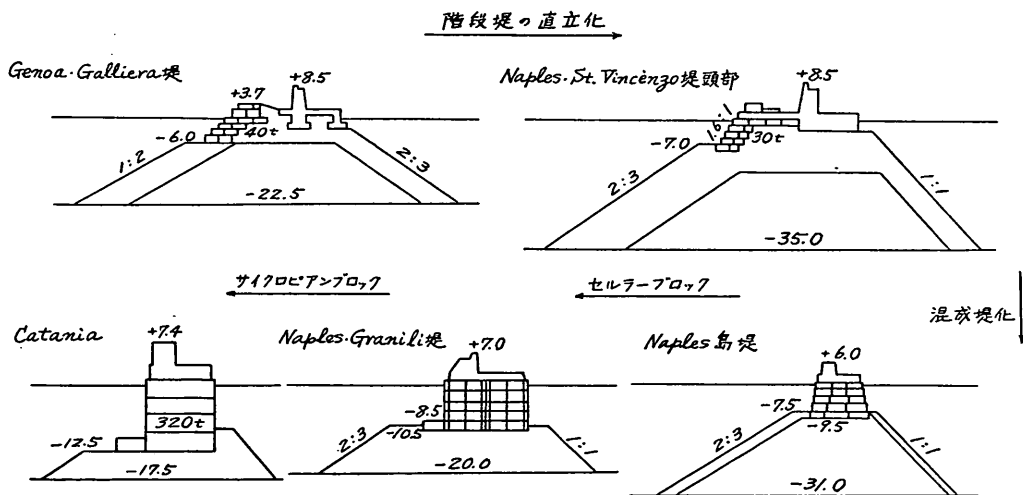 階段堤の直立化
Genoa・Galliera堤
+8.5
+3.7
-6.0
40t
1:2
2:3
-22.5
Naples・St. Vincenzo堤頭部
+8.5
1.6:1
-7.0
30t
2:3
1:1
-35.0
サイクロピアンブロック
セルラーブロック
混成堤化
Catania
+7.4
320t
-12.5
-17.5
Naples・Granili堤
+7.0
-8.5
-10.5
2:3
1:1
-20.0
Naples島堤
+6.0
-7.5
-9.5
2:3
1:1
-31.0